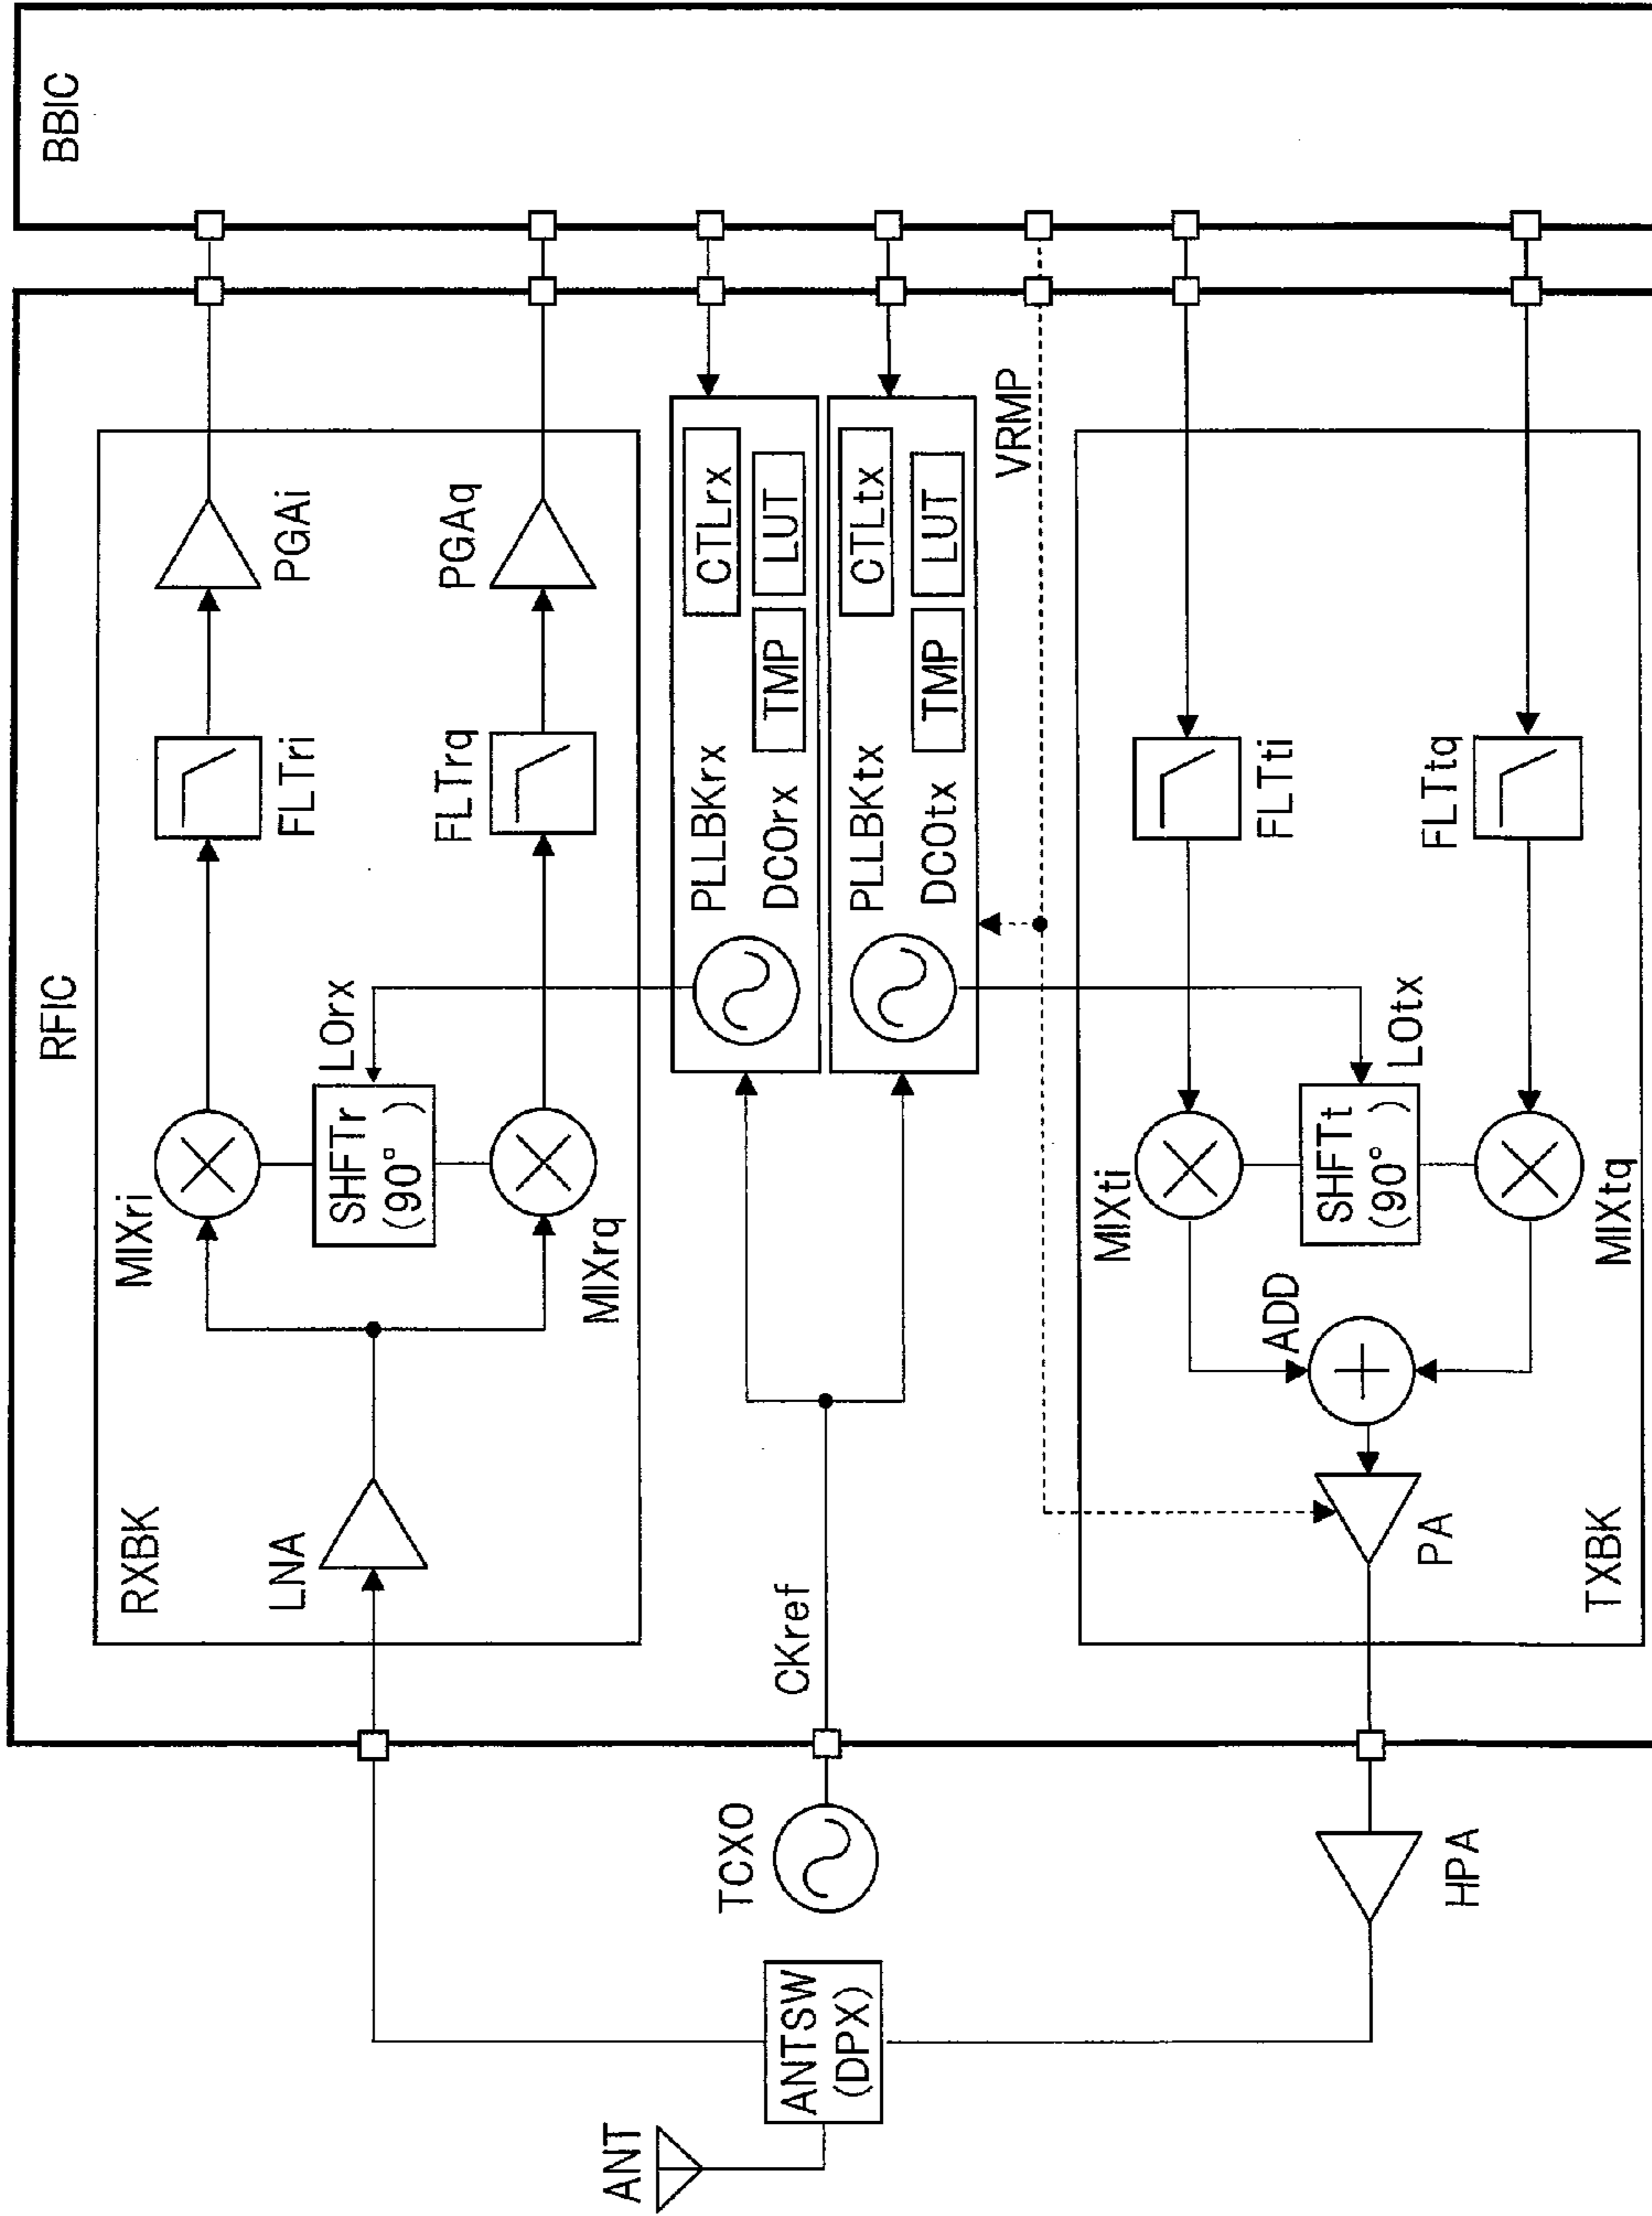 RFIC
BBIC
RXBK
MIXri
FLTri
PGAi
LNA
SHFTr
(90°)
LOrx
MIXrq
FLTrq
PGAq
ANT
ANTSW
(DPX)
TCXO
CKref
PLLBKrx
CTLrx
DCOrx
TMP
LUT
PLLBKtx
CTLtx
DCOtx
TMP
LUT
VRMP
MIXti
FLTti
ADD
SHFTt
(90°)
LOtx
HPA
PA
FLTtq
TXBK
MIXtq